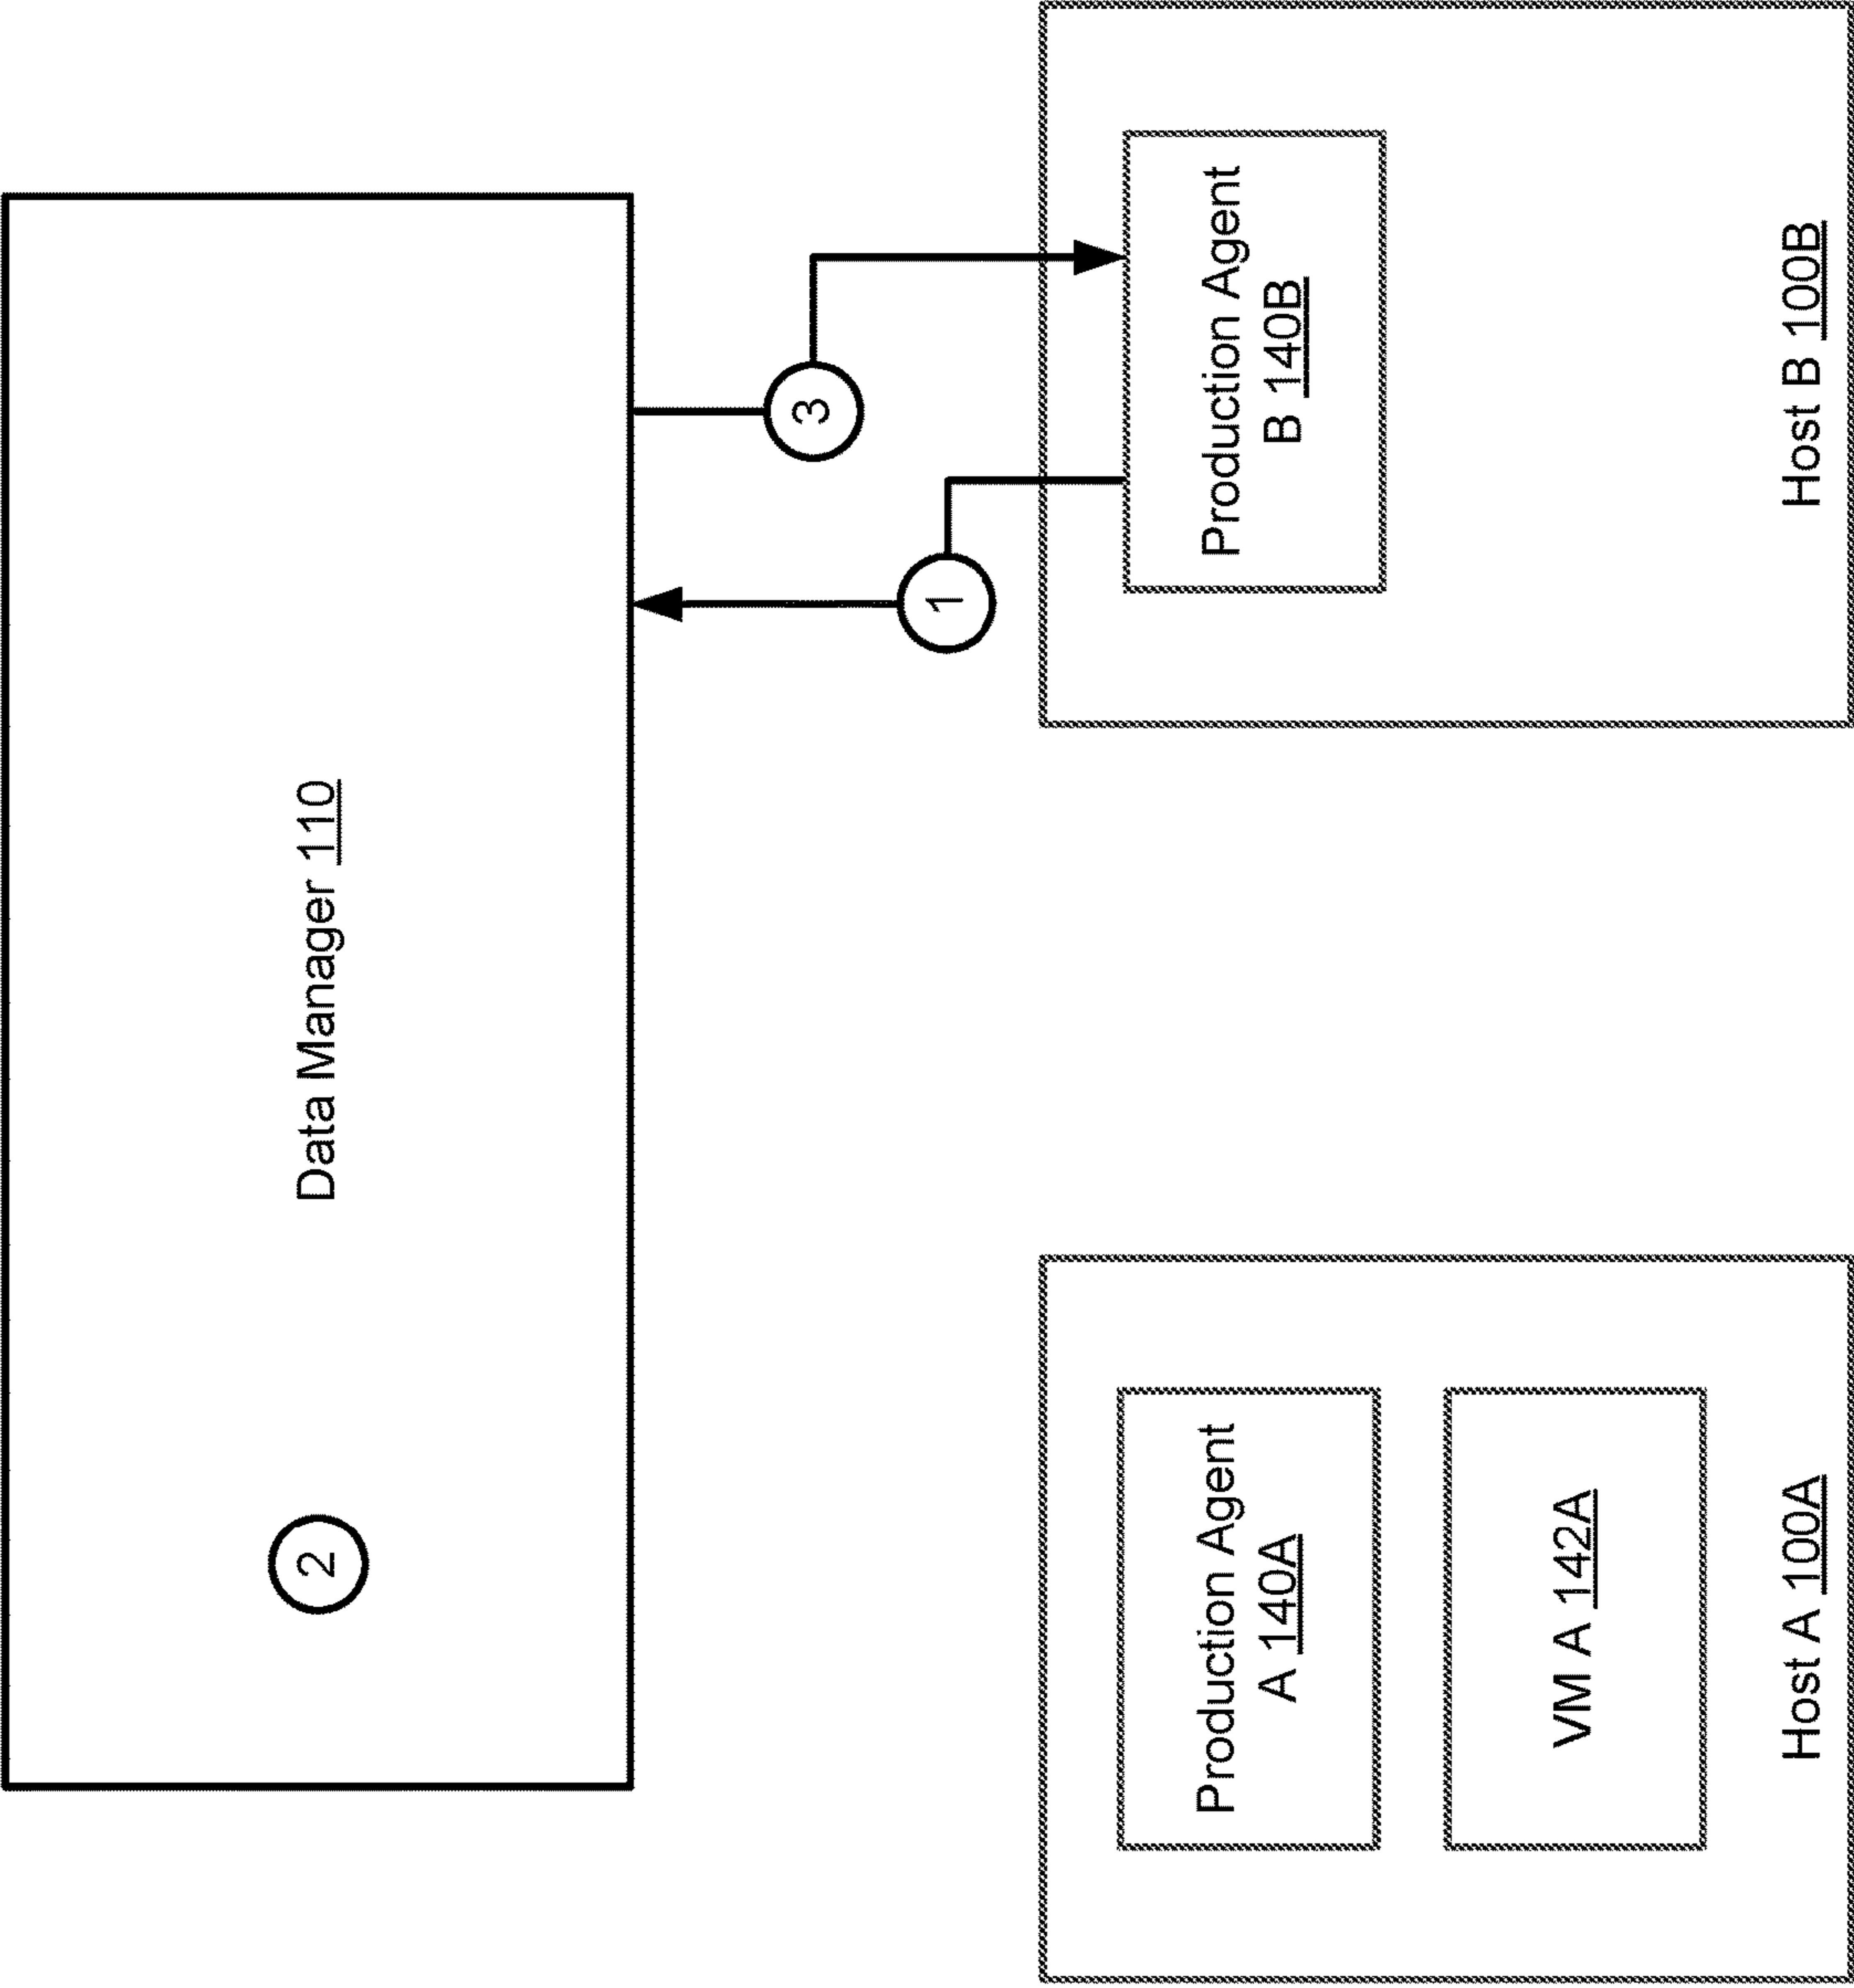 Data Manager 110
2
1
3
Production Agent
A 140A
VM A 142A
Host A 100A
Production Agent
B 140B
Host B 100B